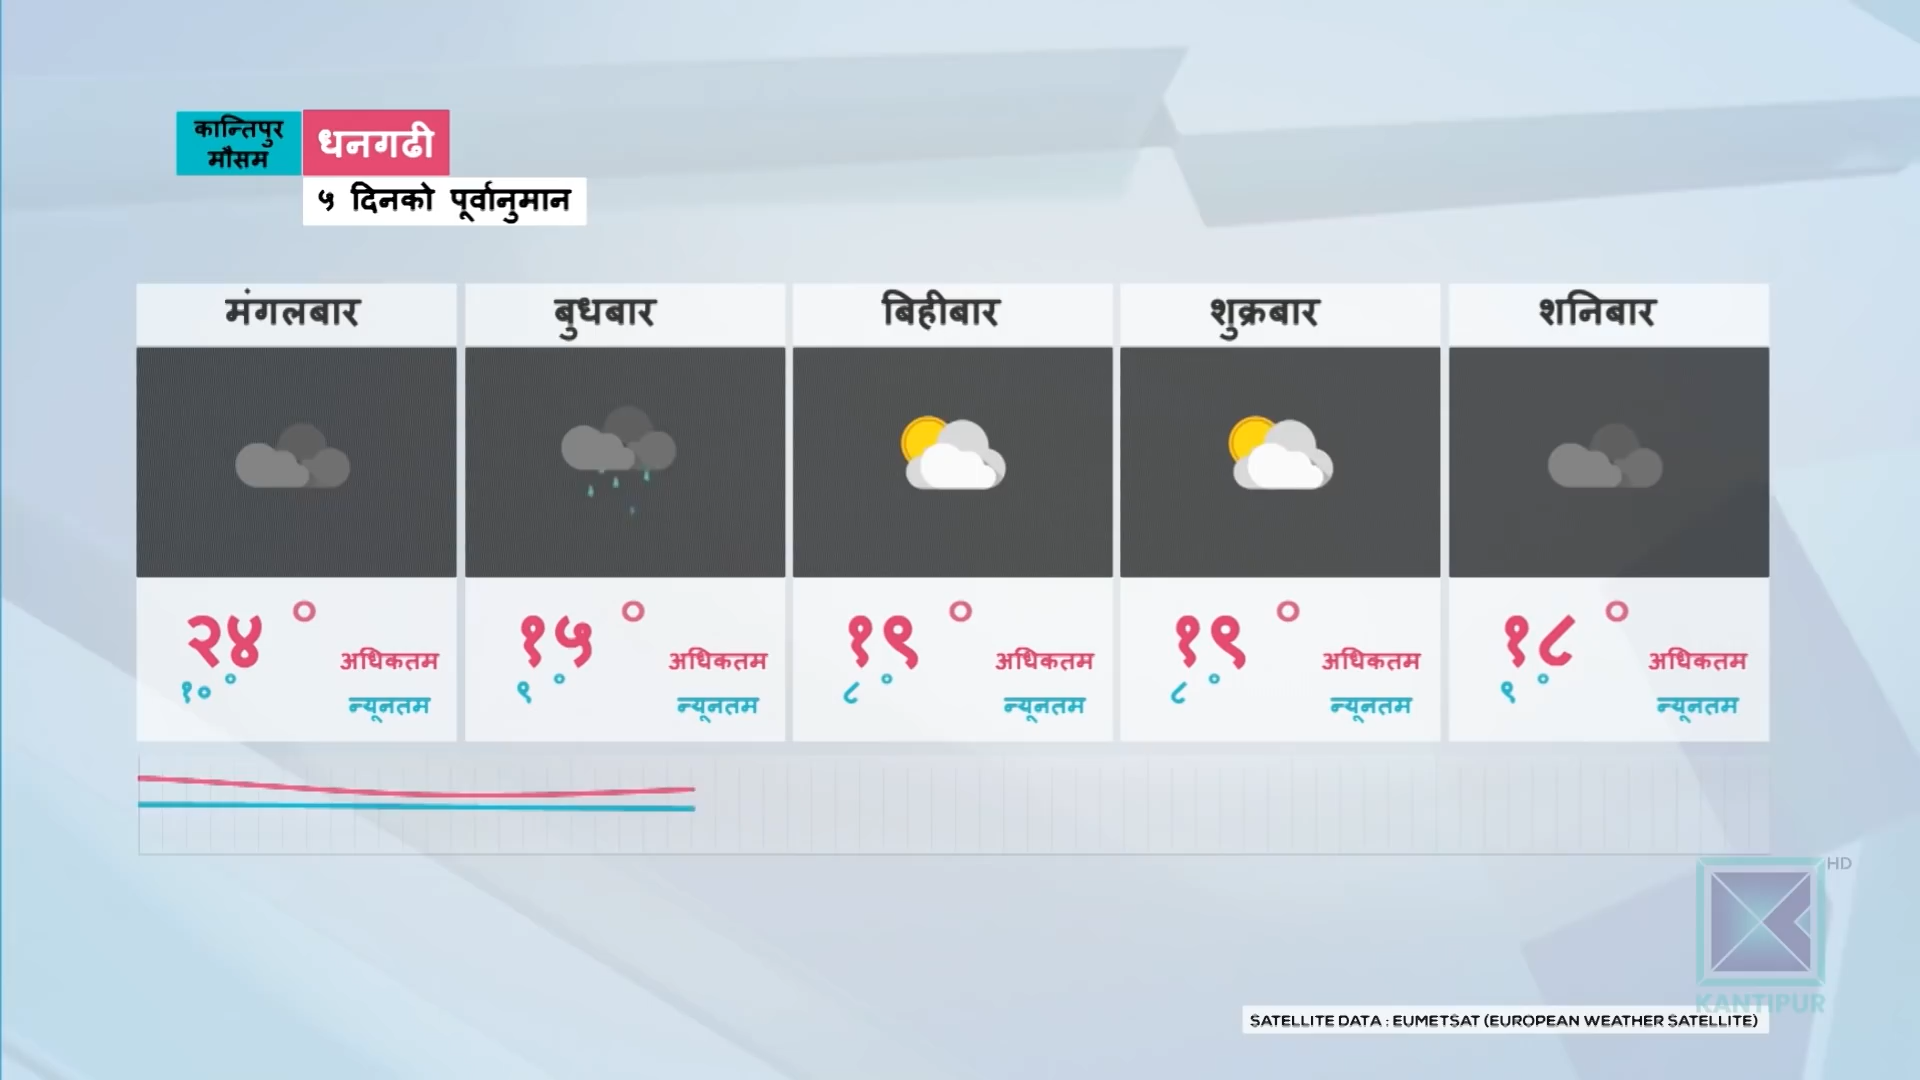 कान्तिपुर
मौसम
धनगढी
५ दिनको पूर्वानुमान
मंगलबार
बुधबार
बिहीबार
शुक्रबार
शनिबार
२४°
अधिकतम
१०°
न्यूनतम
१५°
अधिकतम
९°
न्यूनतम
१९°
अधिकतम
८°
न्यूनतम
१९°
अधिकतम
८°
न्यूनतम
१८°
अधिकतम
९°
न्यूनतम
HD
KANTIPUR
SATELLITE DATA : EUMETSAT (EUROPEAN WEATHER SATELLITE)